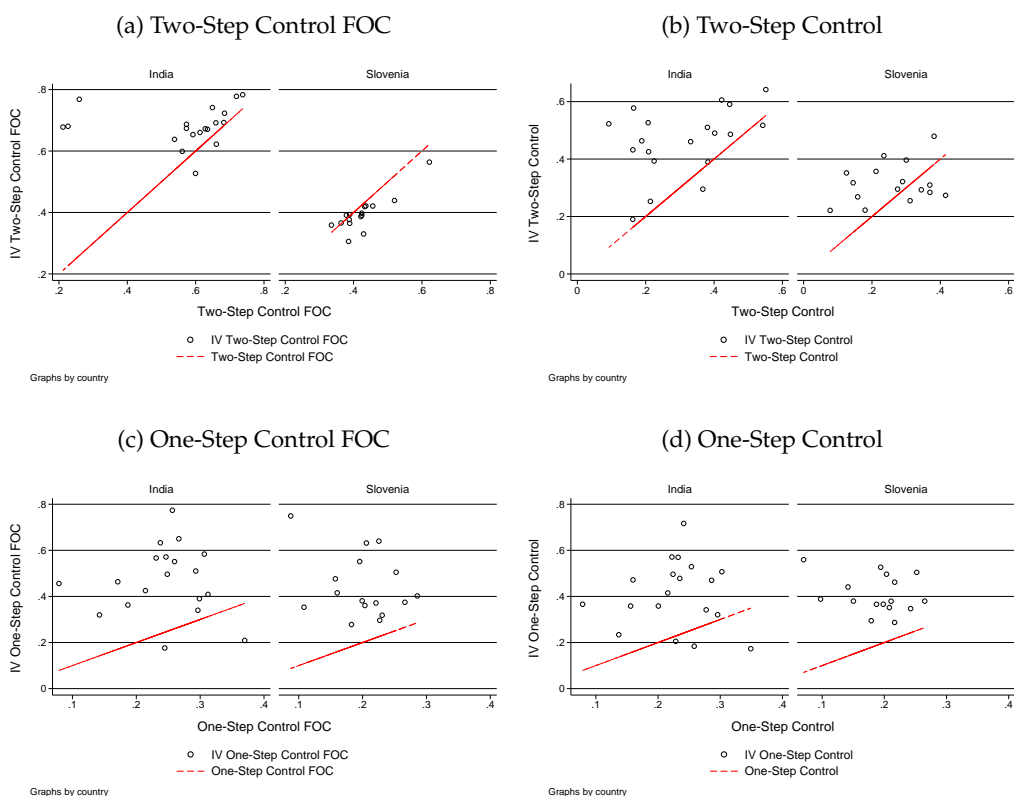 (a) Two-Step Control FOC
India
Slovenia
IV Two-Step Control FOC
.8
.6
.4
.2
.2 .4 .6 .8 .2 .4 .6 .8
Two-Step Control FOC
IV Two-Step Control FOC
Two-Step Control FOC
Graphs by country
(b) Two-Step Control
India
Slovenia
IV Two-Step Control
.6
.4
.2
0
0 .2 .4 .6 0 .2 .4 .6
Two-Step Control
IV Two-Step Control
Two-Step Control
Graphs by country
(c) One-Step Control FOC
India
Slovenia
IV One-Step Control FOC
.8
.6
.4
.2
0
.1 .2 .3 .4 .1 .2 .3 .4
One-Step Control FOC
IV One-Step Control FOC
One-Step Control FOC
Graphs by country
(d) One-Step Control
India
Slovenia
IV One-Step Control
.8
.6
.4
.2
0
.1 .2 .3 .4 .1 .2 .3 .4
One-Step Control
IV One-Step Control
One-Step Control
Graphs by country